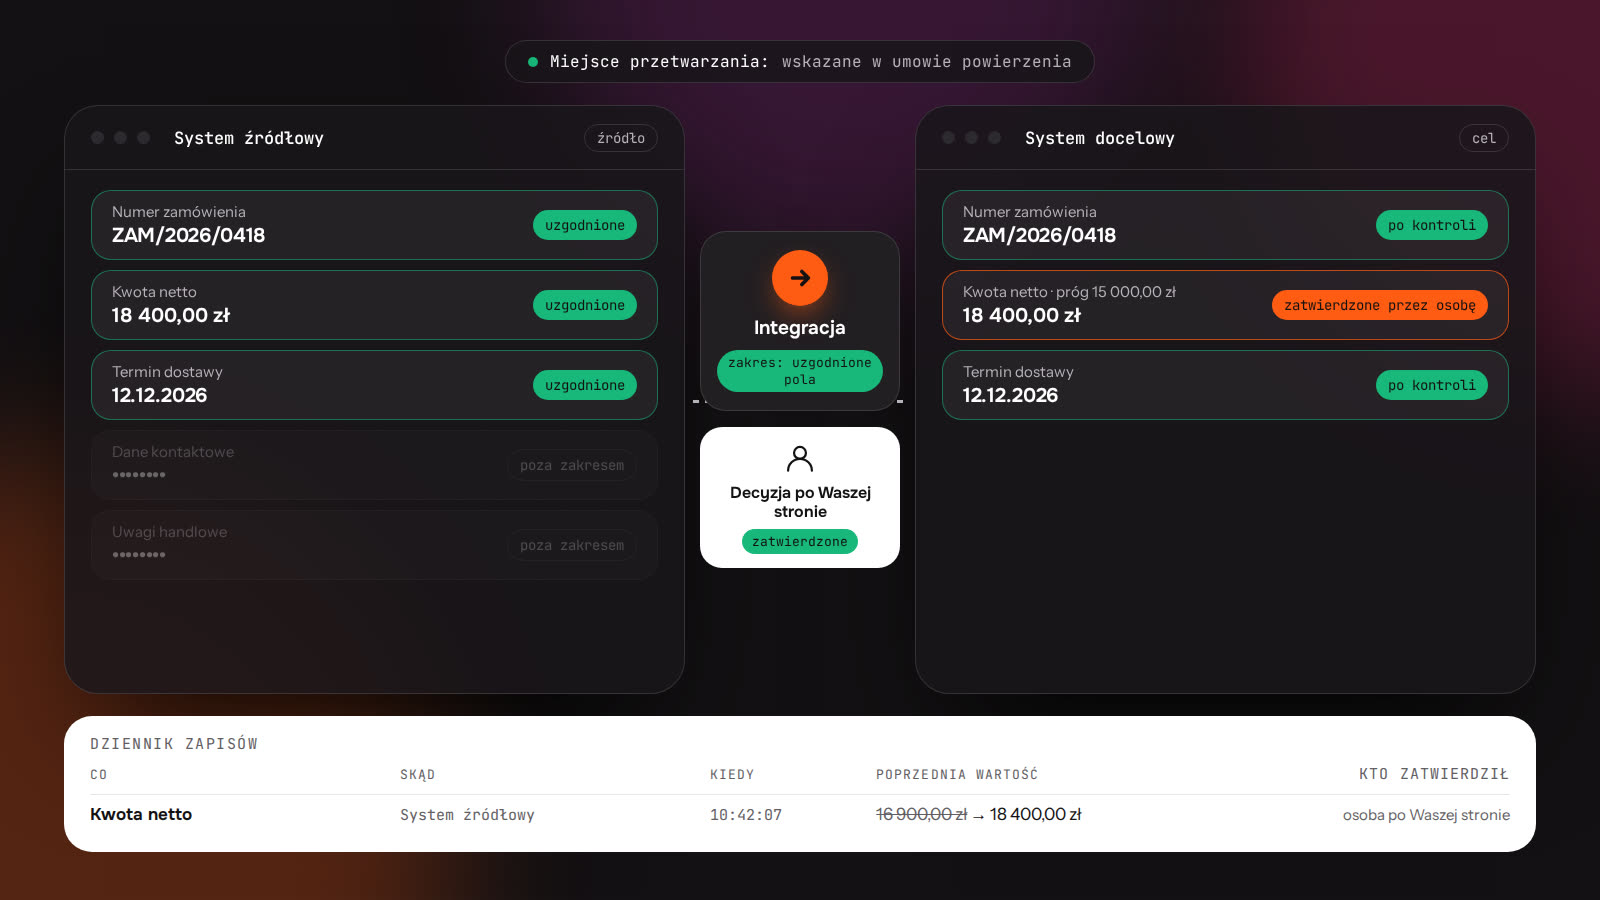 Miejsce przetwarzania: wskazane w umowie powierzenia
System źródłowy
źródło
Numer zamówienia
ZAM/2026/0418
uzgodnione
Kwota netto
18 400,00 zł
uzgodnione
Termin dostawy
12.12.2026
uzgodnione
Dane kontaktowe
••••••••
poza zakresem
Uwagi handlowe
••••••••
poza zakresem
Integracja
zakres: uzgodnione
pola
Decyzja po Waszej
stronie
zatwierdzone
System docelowy
cel
Numer zamówienia
ZAM/2026/0418
po kontroli
Kwota netto · próg 15 000,00 zł
18 400,00 zł
zatwierdzone przez osobę
Termin dostawy
12.12.2026
po kontroli
DZIENNIK ZAPISÓW
CO SKĄD KIEDY POPRZEDNIA WARTOŚĆ KTO ZATWIERDZIŁ
Kwota netto System źródłowy 10:42:07 16 900,00 zł → 18 400,00 zł osoba po Waszej stronie